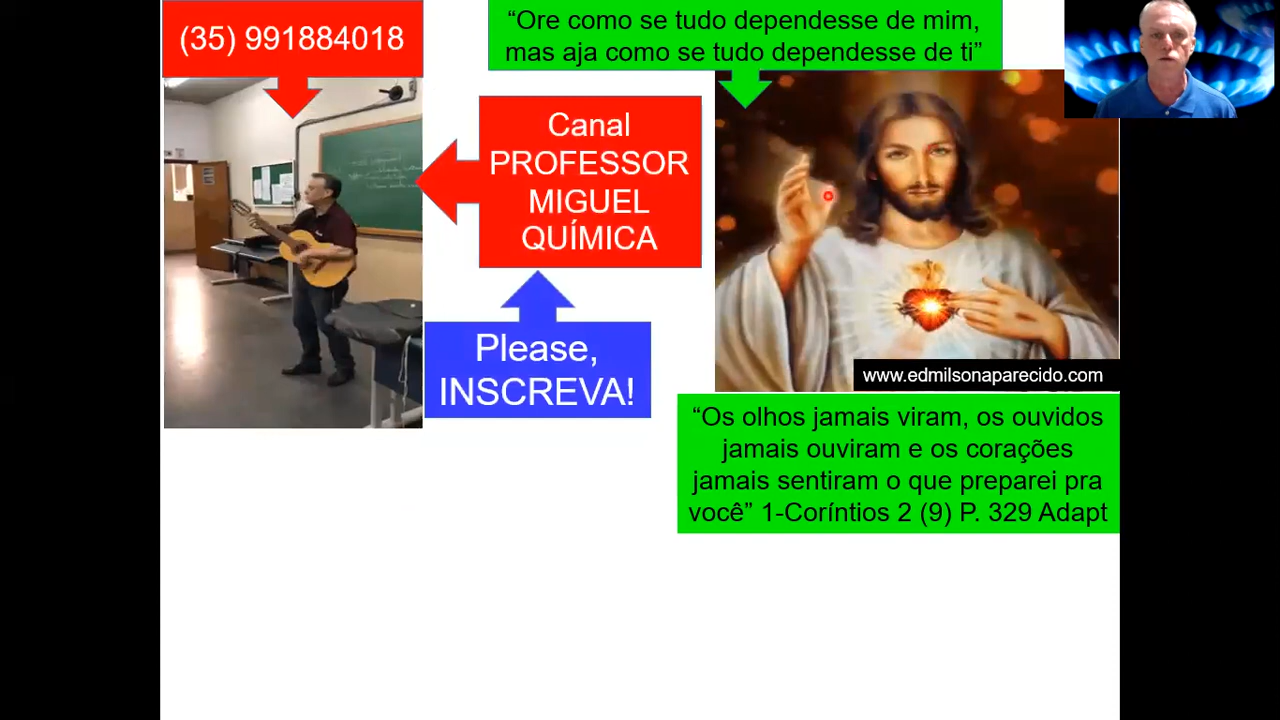 (35) 991884018
“Ore como se tudo dependesse de mim,
mas aja como se tudo dependesse de ti”
Canal
PROFESSOR
MIGUEL
QUÍMICA
Please,
INSCREVA!
www.edmilsonaparecido.com
“Os olhos jamais viram, os ouvidos
jamais ouviram e os corações
jamais sentiram o que preparei pra
você” 1-Coríntios 2 (9) P. 329 Adapt